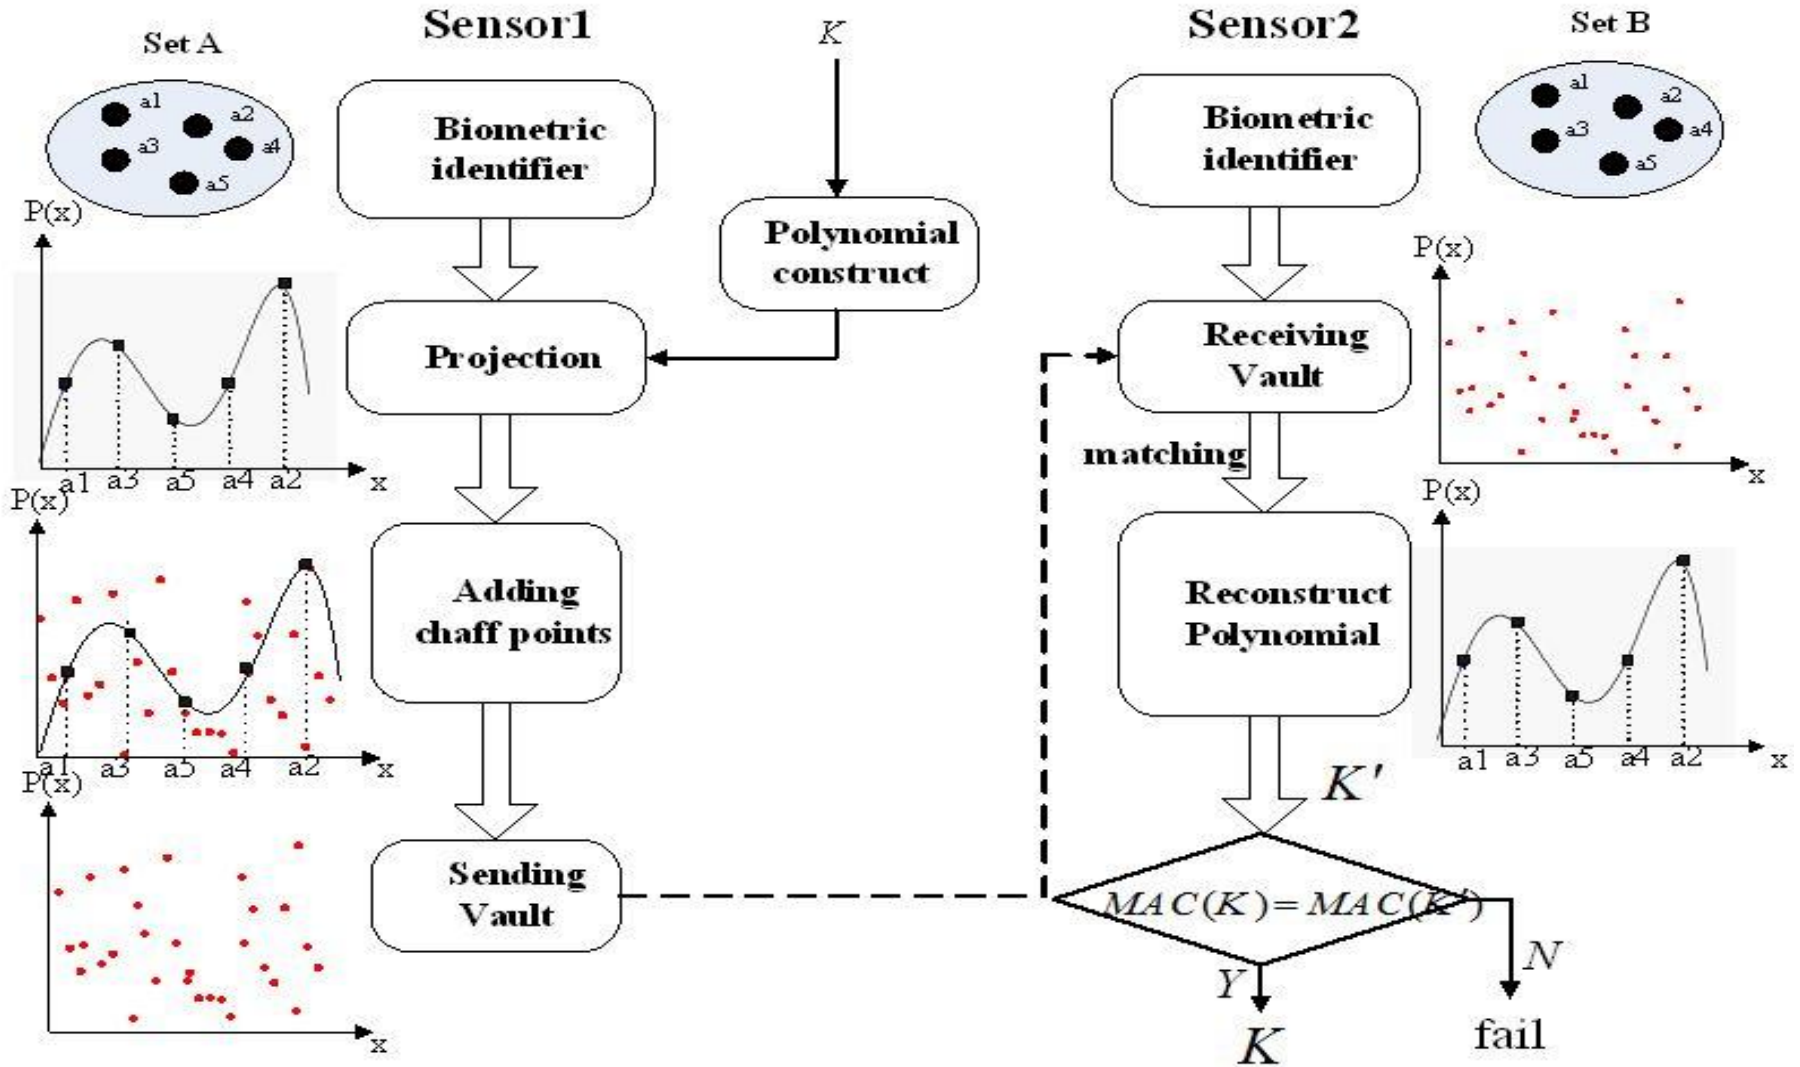 Sensor1
K
Sensor2
Set A
Set B
a1
a2
a3
a4
a5
Biometric
identifier
Biometric
identifier
a1
a2
a3
a4
a5
P(x)
Polynomial
construct
P(x)
Projection
Receiving
Vault
a1 a3 a5 a4 a2 x
matching
x
P(x)
P(x)
Adding
chaff points
Reconstruct
Polynomial
a1 a3 a5 a4 a2 x
a1 a3 a5 a4 a2 x
P(x)
K'
Sending
Vault
MAC(K)=MAC(K')
Y
N
x
K
fail